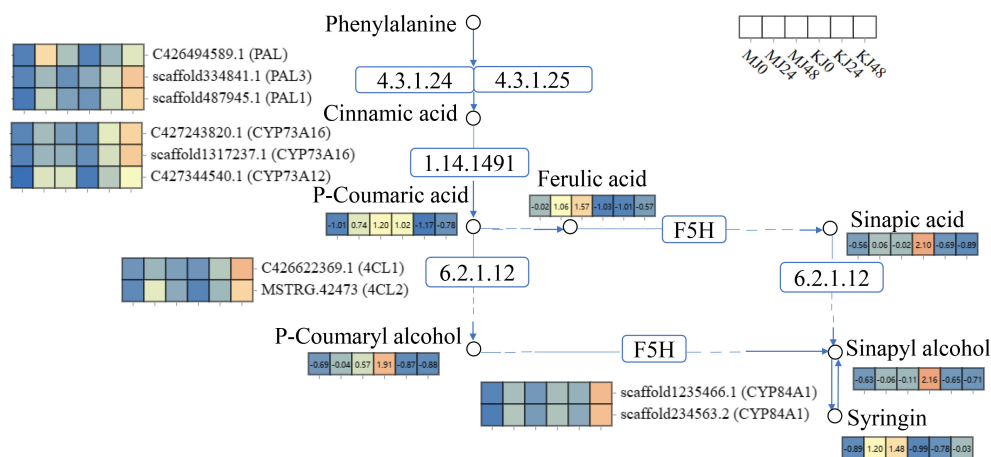 Phenylalanine
MJ0 MJ24 MJ48 KJ0 KJ24 KJ48
C426494589.1 (PAL)
scaffold334841.1 (PAL3)
scaffold487945.1 (PAL1)
4.3.1.24 4.3.1.25
Cinnamic acid
C427243820.1 (CYP73A16)
scaffold1317237.1 (CYP73A16)
C427344540.1 (CYP73A12)
1.14.1491
P-Coumaric acid
-1.01 0.74 1.20 1.02 -1.17 -0.78
Ferulic acid
-0.02 1.06 1.57 -1.03 -1.01 -0.57
F5H
Sinapic acid
-0.56 0.06 -0.02 2.10 -0.69 -0.89
C426622369.1 (4CL1)
MSTRG.42473 (4CL2)
6.2.1.12
6.2.1.12
P-Coumaryl alcohol
-0.69 -0.04 0.57 1.91 -0.87 -0.88
F5H
Sinapyl alcohol
-0.63 -0.06 -0.11 2.16 -0.65 -0.71
scaffold1235466.1 (CYP84A1)
scaffold234563.2 (CYP84A1)
Syringin
-0.89 1.20 1.48 -0.99 -0.78 -0.03